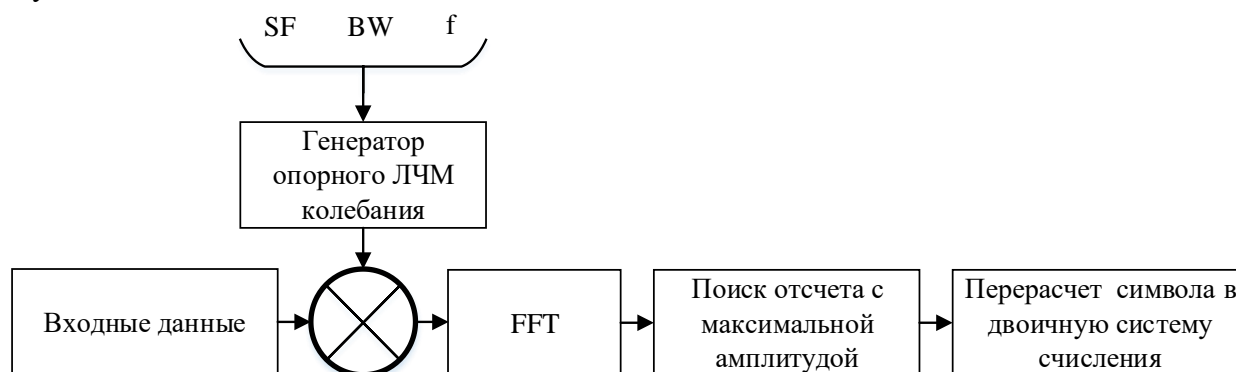 SF BW f
Генератор
опорного ЛЧМ
колебания
Входные данные
FFT
Поиск отсчета с
максимальной
амплитудой
Перерасчет символа в
двоичную систему
счисления